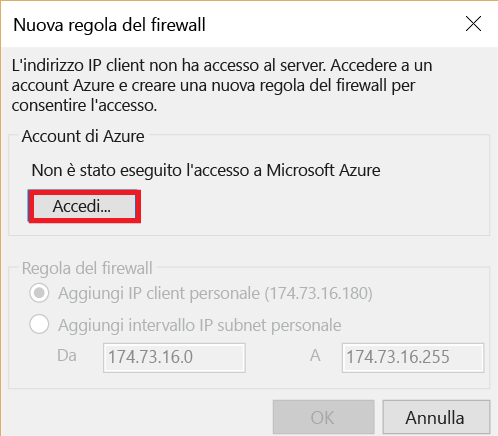 Nuova regola del firewall
L'indirizzo IP client non ha accesso al server. Accedere a un
account Azure e creare una nuova regola del firewall per
consentire l'accesso.
Account di Azure
Non è stato eseguito l'accesso a Microsoft Azure
Accedi...
Regola del firewall
Aggiungi IP client personale (174.73.16.180)
Aggiungi intervallo IP subnet personale
Da 174.73.16.0 A 174.73.16.255
OK Annulla